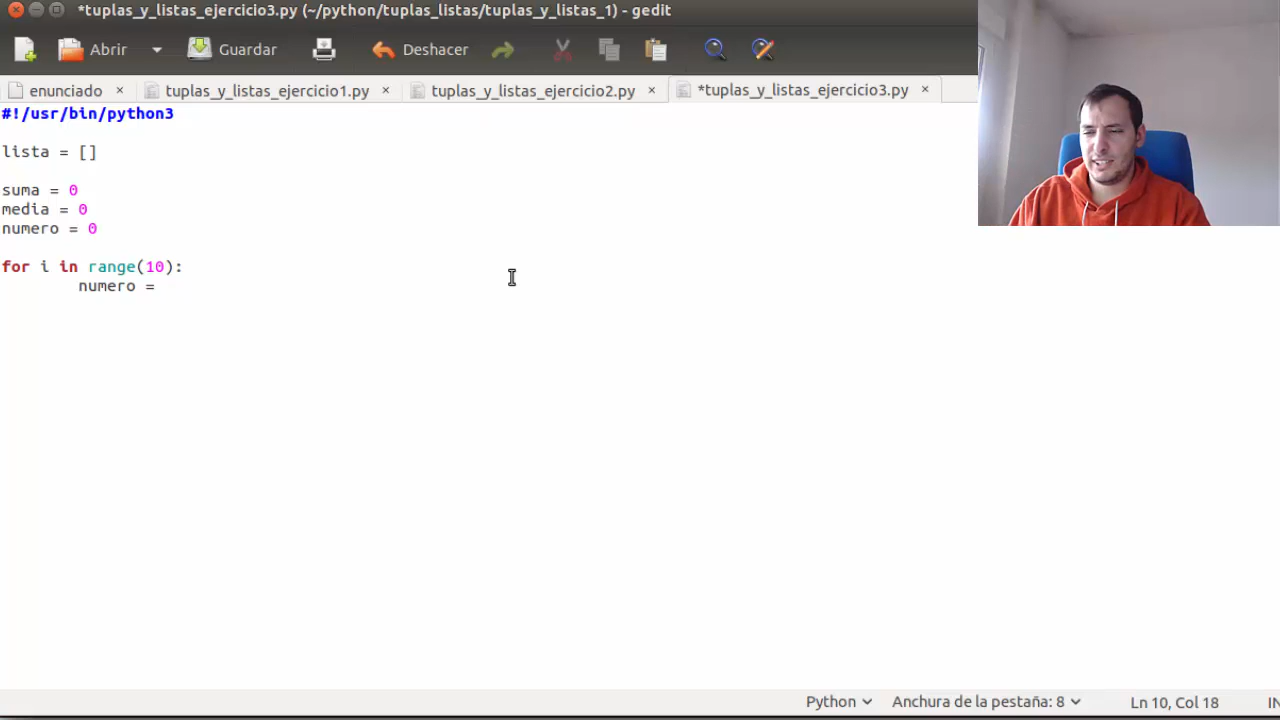 *tuplas_y_listas_ejercicio3.py (~/python/tuplas_listas/tuplas_y_listas_1) - gedit
Abrir Guardar Deshacer
enunciado × tuplas_y_listas_ejercicio1.py × tuplas_y_listas_ejercicio2.py × *tuplas_y_listas_ejercicio3.py ×
#!/usr/bin/python3
lista = []
suma = 0
media = 0
numero = 0
for i in range(10):
numero =
Python Anchura de la pestaña: 8 Ln 10, Col 18 IN